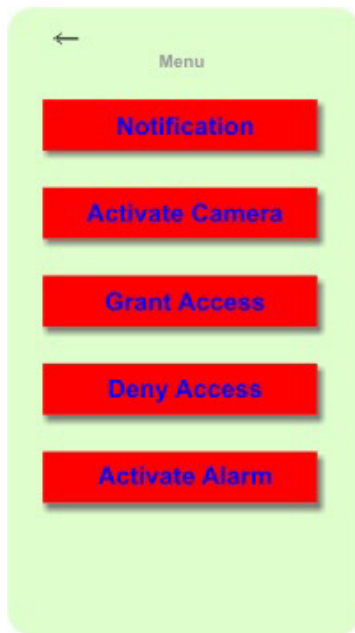 Menu
Notification
Activate Camera
Grant Access
Deny Access
Activate Alarm